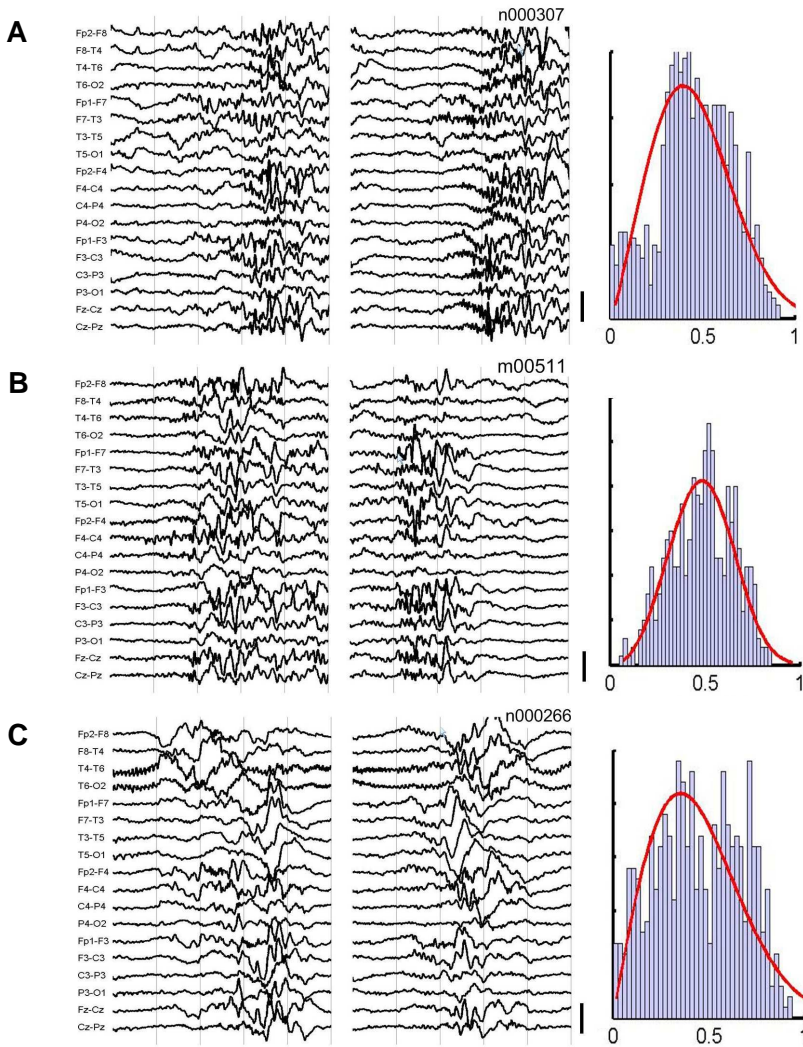 A
n000307
Fp2-F8
F8-T4
T4-T6
T6-O2
Fp1-F7
F7-T3
T3-T5
T5-O1
Fp2-F4
F4-C4
C4-P4
P4-O2
Fp1-F3
F3-C3
C3-P3
P3-O1
Fz-Cz
Cz-Pz
0 0.5 1
B
m00511
Fp2-F8
F8-T4
T4-T6
T6-O2
Fp1-F7
F7-T3
T3-T5
T5-O1
Fp2-F4
F4-C4
C4-P4
P4-O2
Fp1-F3
F3-C3
C3-P3
P3-O1
Fz-Cz
Cz-Pz
0 0.5 1
C
n000266
Fp2-F8
F8-T4
T4-T6
T6-O2
Fp1-F7
F7-T3
T3-T5
T5-O1
Fp2-F4
F4-C4
C4-P4
P4-O2
Fp1-F3
F3-C3
C3-P3
P3-O1
Fz-Cz
Cz-Pz
0 0.5 1